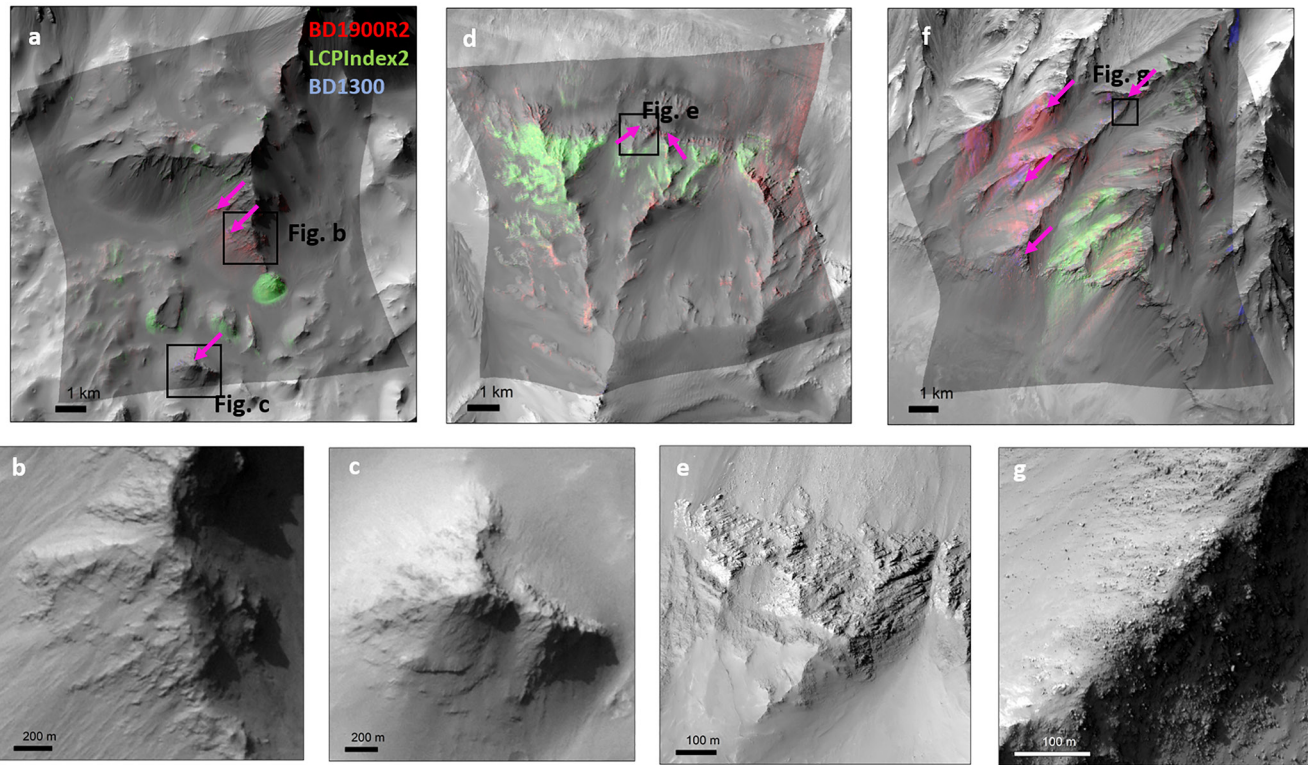 a
BD1900R2
LCPIndex2
BD1300
Fig. b
Fig. c
1 km
d
Fig. e
1 km
f
Fig. g
1 km
b
200 m
c
200 m
e
100 m
g
100 m